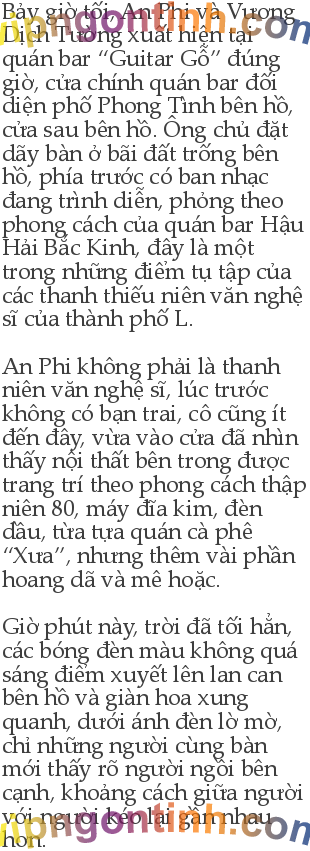 Bảy giờ tối, An Phi và Vương
Dịch Tường xuất hiện tại
quán bar “Guitar Gỗ” đúng
giờ, cửa chính quán bar đối
diện phố Phong Tình bên hồ,
cửa sau bên hồ. Ông chủ đặt
dãy bàn ở bãi đất trống bên
hồ, phía trước có ban nhạc
đang trình diễn, phỏng theo
phong cách của quán bar Hậu
Hải Bắc Kinh, đây là một
trong những điểm tụ tập của
các thanh thiếu niên văn nghệ
sĩ của thành phố L.
An Phi không phải là thanh
niên văn nghệ sĩ, lúc trước
không có bạn trai, cô cũng ít
đến đây, vừa vào cửa đã nhìn
thấy nội thất bên trong được
trang trí theo phong cách thập
niên 80, máy đĩa kim, đèn
dầu, tựa tựa quán cà phê
“Xưa”, nhưng thêm vài phần
hoang dã và mê hoặc.
Giờ phút này, trời đã tối hẳn,
các bóng đèn màu không quá
sáng điểm xuyết lên lan can
bên hồ và giàn hoa xung
quanh, dưới ánh đèn lờ mờ,
chỉ những người cùng bàn
mới thấy rõ người ngồi bên
cạnh, khoảng cách giữa người
với người kéo lại gần nhau
hơn.